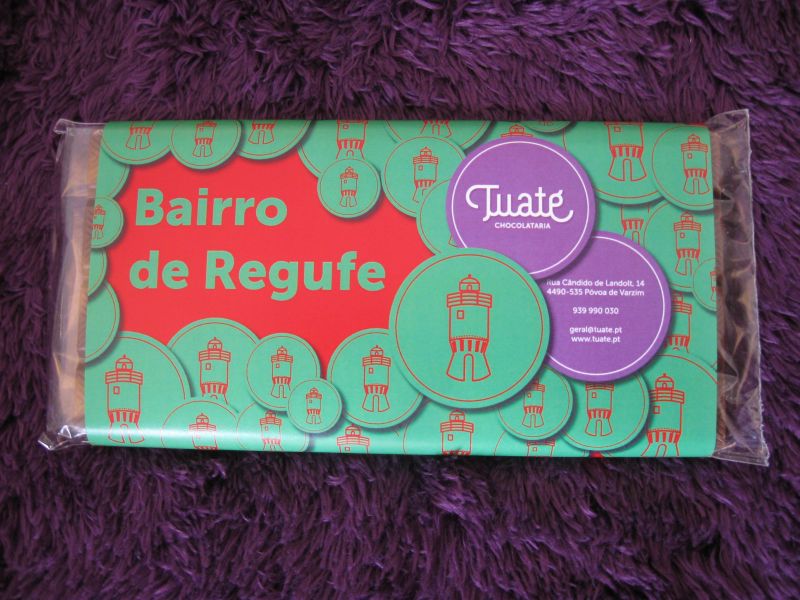 Bairro
de Regufe
Tuaté
CHOCOLATARIA
Rua Cândido de Landolt, 14
4490-535 Póvoa de Varzim
939 990 030
geral@tuate.pt
www.tuate.pt